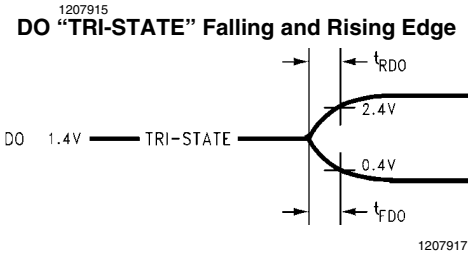 1207915
DO “TRI-STATE” Falling and Rising Edge
tRDO
2.4V
DO 1.4V TRI-STATE
0.4V
tFDO
1207917